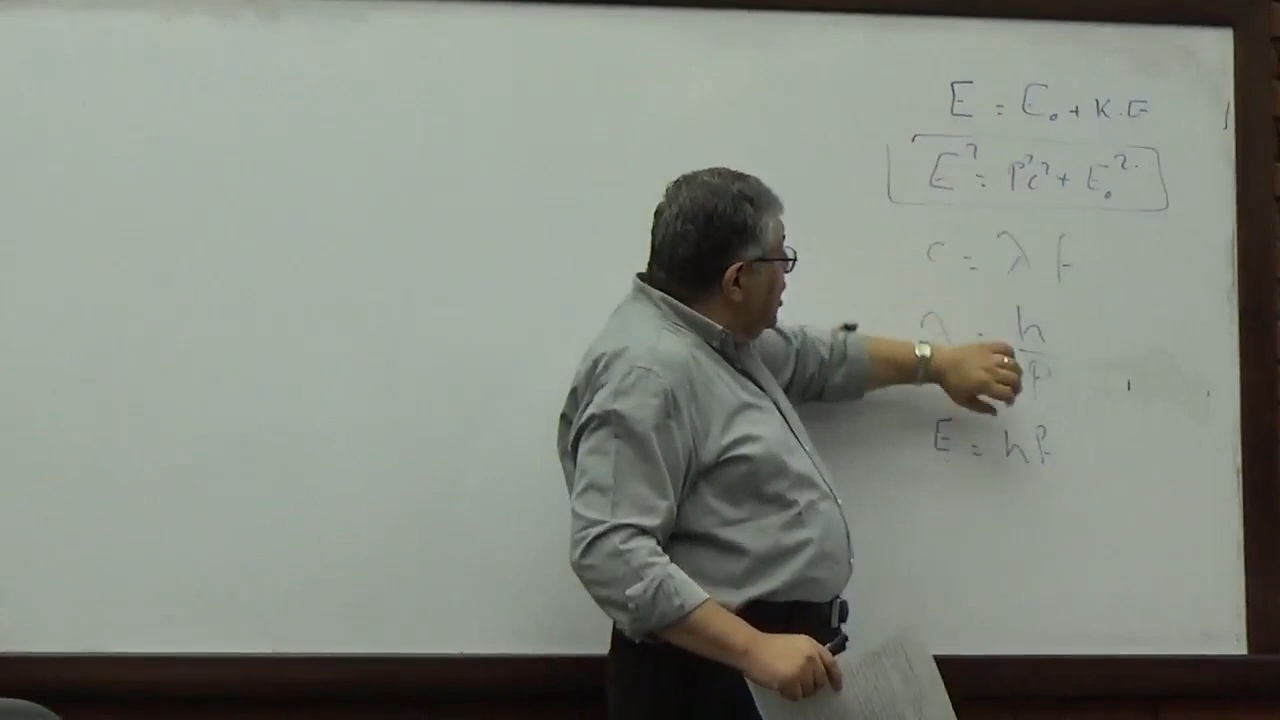 E = E₀ + K.E
E² = P²C² + E₀²
c = λ f
λ = h/P
E = hf